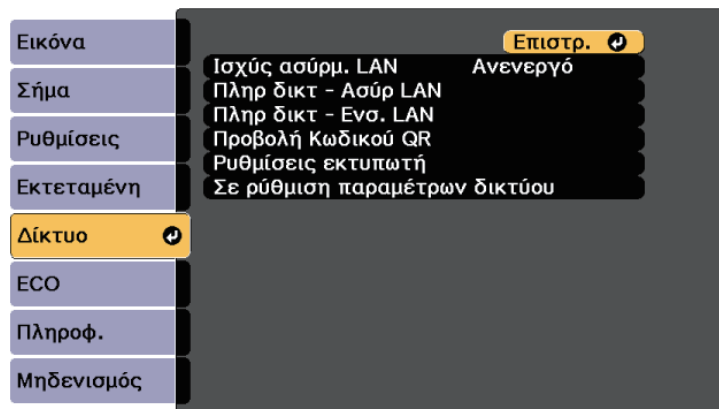 Εικόνα
Σήμα
Ρυθμίσεις
Εκτεταμένη
Δίκτυο
ECO
Πληροφ.
Μηδενισμός
Επιστρ.
Ισχύς ασύρμ. LAN Ανενεργό
Πληρ δικτ - Ασύρ LAN
Πληρ δικτ - Ενσ. LAN
Προβολή Κωδικού QR
Ρυθμίσεις εκτυπωτή
Σε ρύθμιση παραμέτρων δικτύου